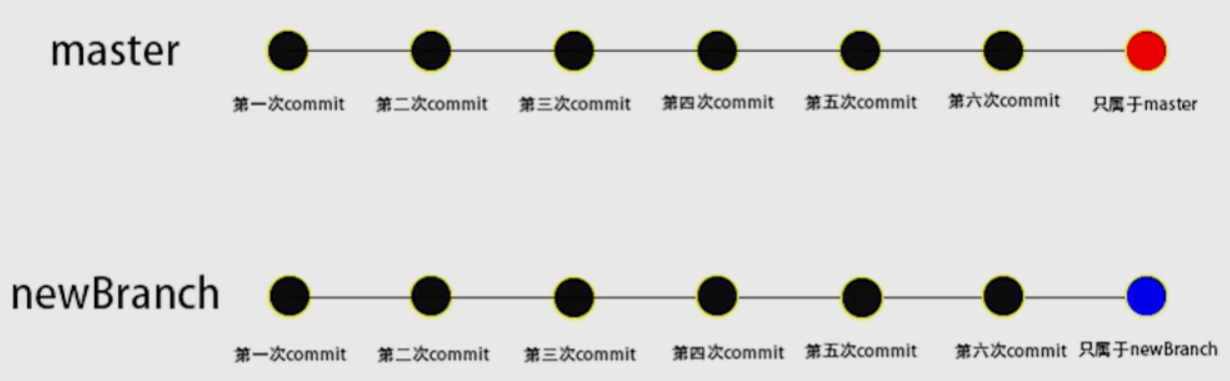 master
第一次commit 第二次commit 第三次commit 第四次commit 第五次commit 第六次commit 只属于master
newBranch
第一次commit 第二次commit 第三次commit 第四次commit 第五次commit 第六次commit 只属于newBranch